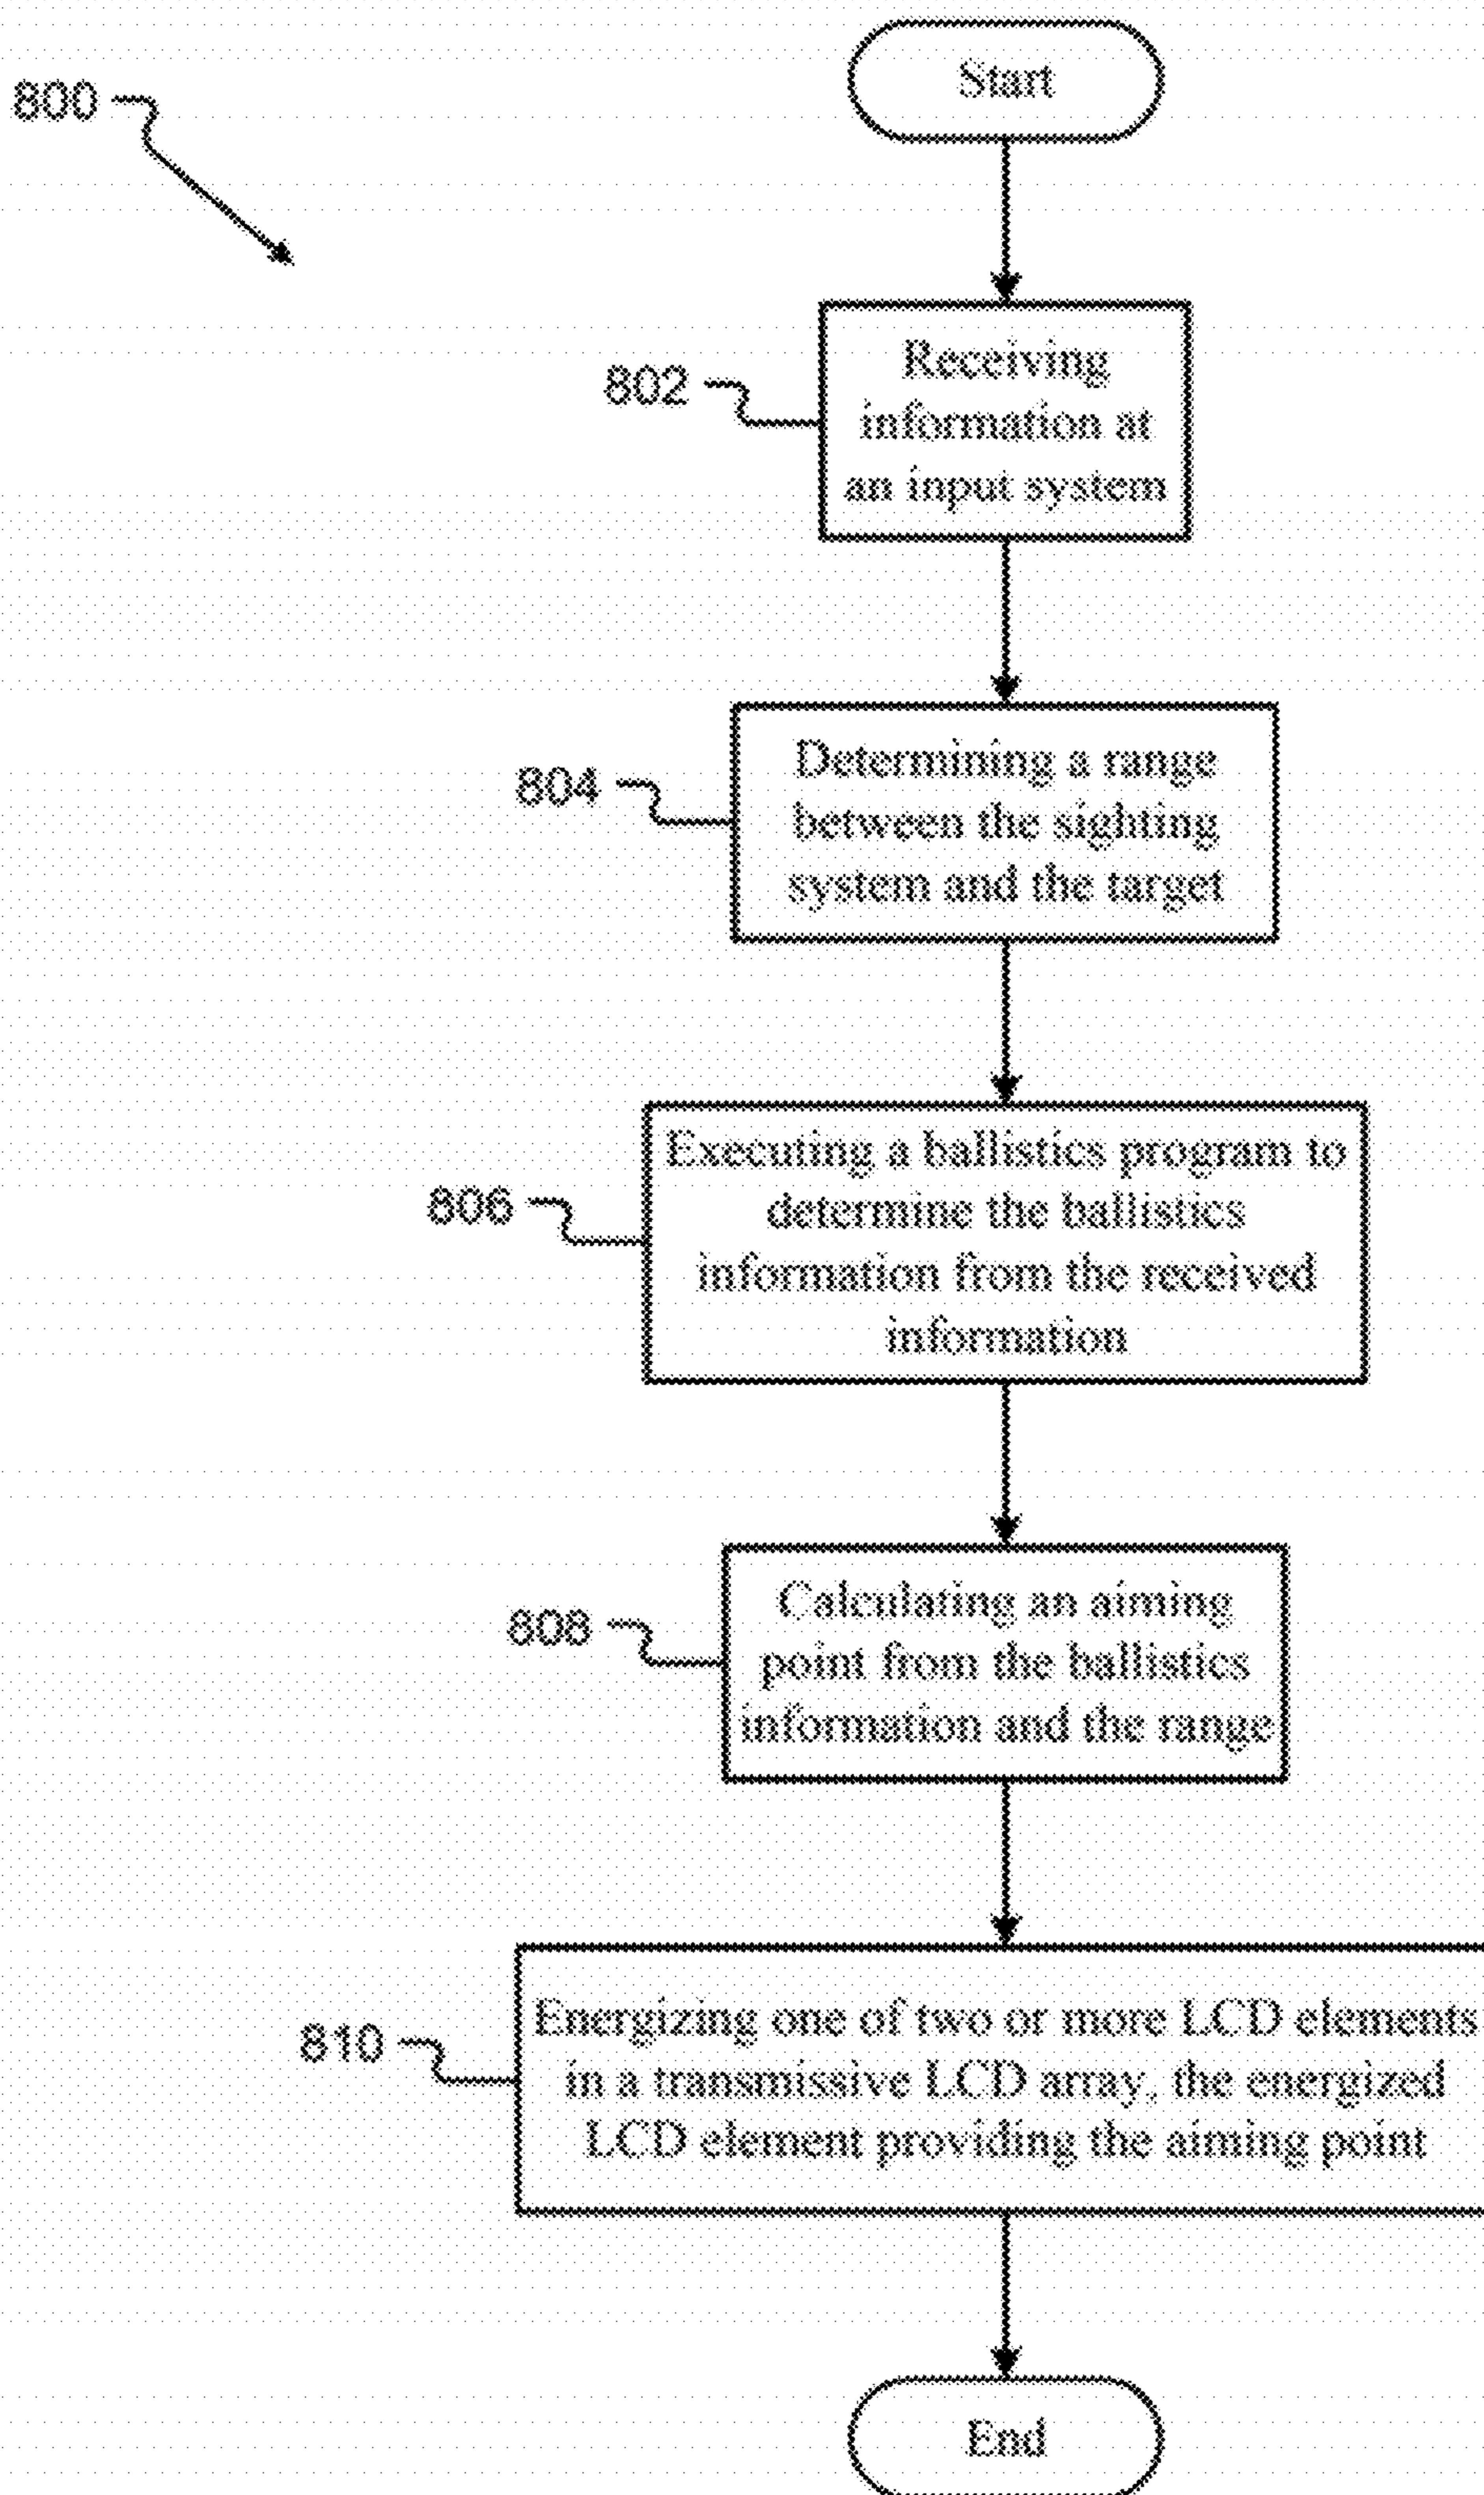 Start
800
Receiving
802
information at
an input system
Determining a range
804
between the sighting
system and the target
Executing a ballistics program to
806
determine the ballistics
information from the received
information
Calculating an aiming
808
point from the ballistics
information and the range
Energizing one of two or more LCD elements
810
in a transmissive LCD array, the energized
LCD element providing the aiming point
End